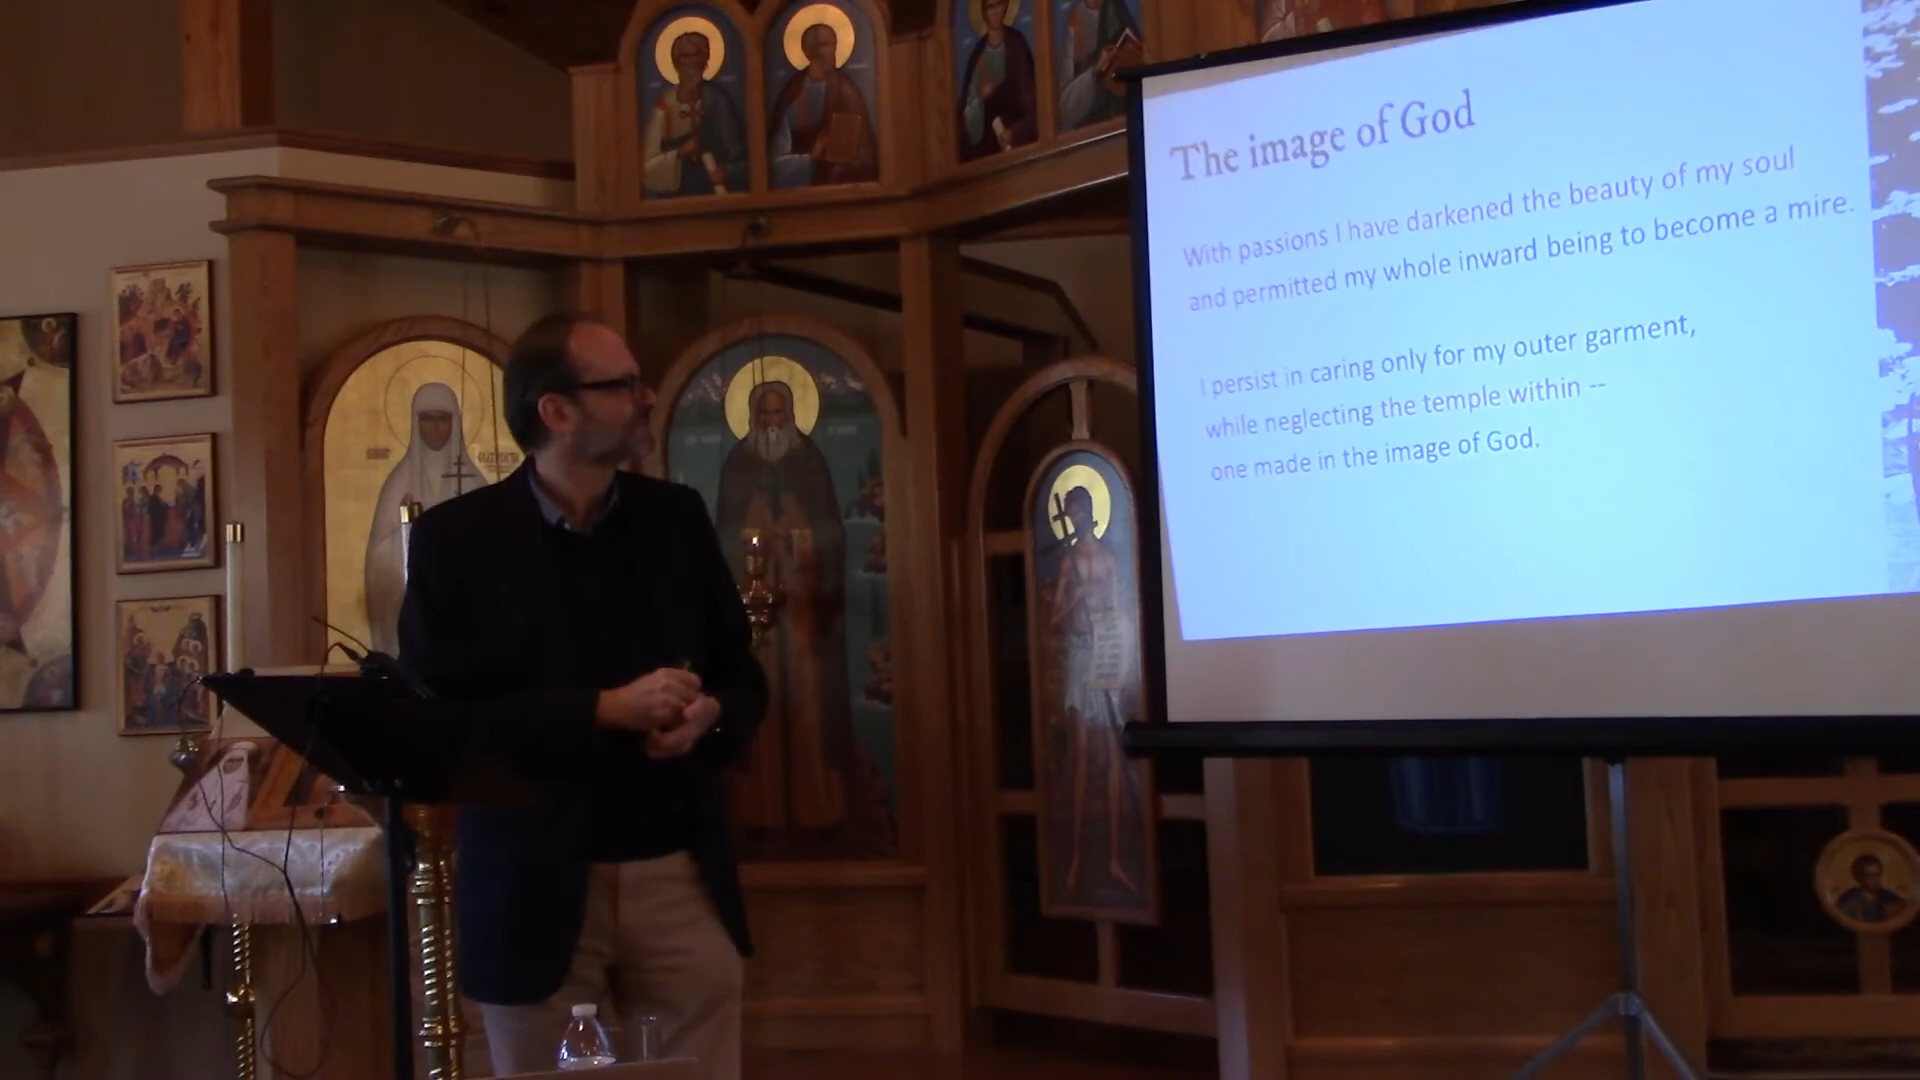 The image of God
With passions I have darkened the beauty of my soul
and permitted my whole inward being to become a mire.
I persist in caring only for my outer garment,
while neglecting the temple within --
one made in the image of God.